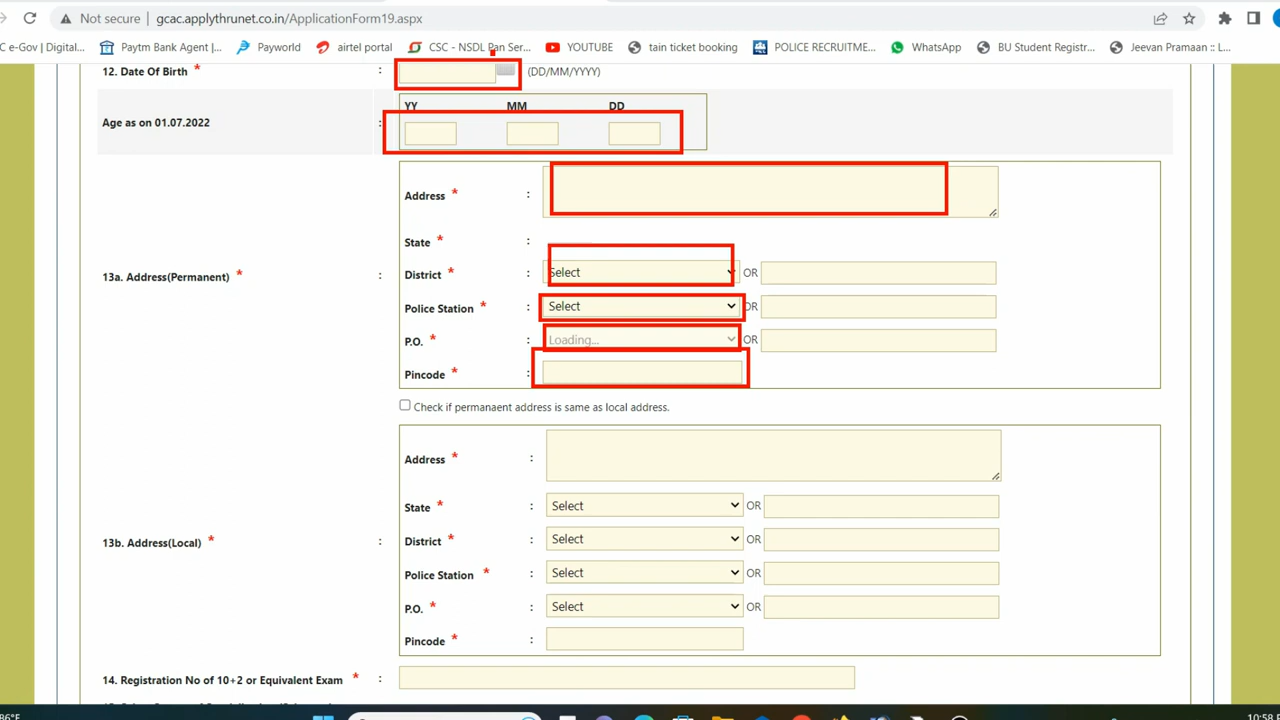 Not secure gcac.applythrunet.co.in/ApplicationForm19.aspx
C e-Gov | Digital... Paytm Bank Agent |... Payworld airtel portal CSC - NSDL Pan Ser... YOUTUBE tain ticket booking POLICE RECRUITME... WhatsApp BU Student Registr... Jeevan Pramaan :: L...
12. Date Of Birth * : (DD/MM/YYYY)
YY MM DD
Age as on 01.07.2022 :
Address * :
State * :
District * : Select OR
13a. Address(Permanent) * :
Police Station * : Select OR
P.O. * : Loading... OR
Pincode * :
Check if permanaent address is same as local address.
Address * :
State * : Select OR
District * : Select OR
13b. Address(Local) * :
Police Station * : Select OR
P.O. * : Select OR
Pincode * :
14. Registration No of 10+2 or Equivalent Exam * :
86°F 10:58